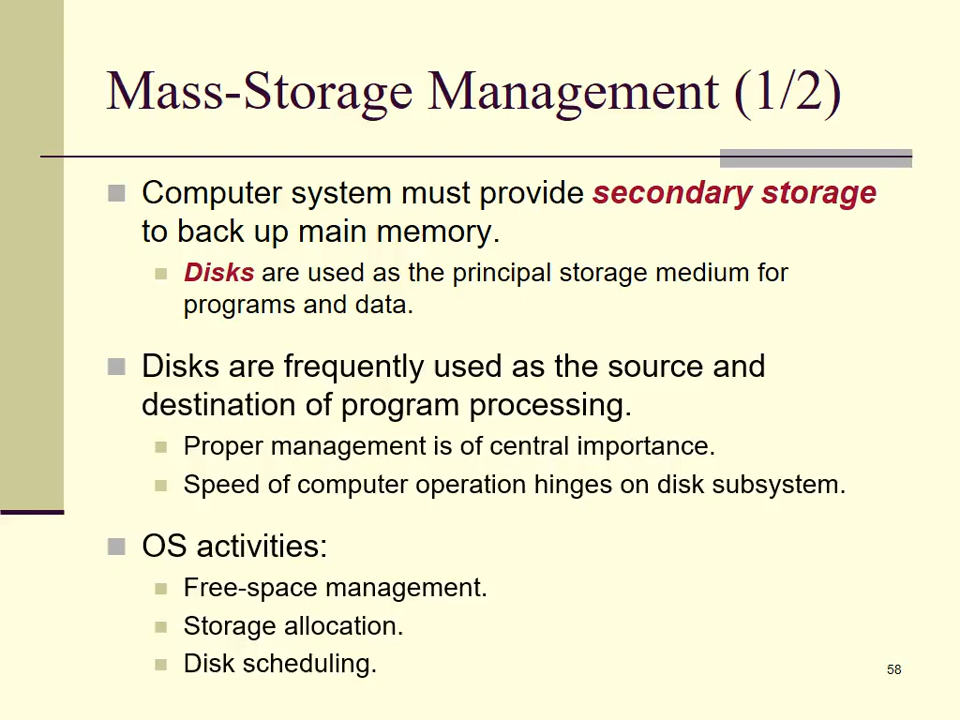 Mass-Storage Management (1/2)
Computer system must provide secondary storage
to back up main memory.
Disks are used as the principal storage medium for
programs and data.
Disks are frequently used as the source and
destination of program processing.
Proper management is of central importance.
Speed of computer operation hinges on disk subsystem.
OS activities:
Free-space management.
Storage allocation.
Disk scheduling.
58